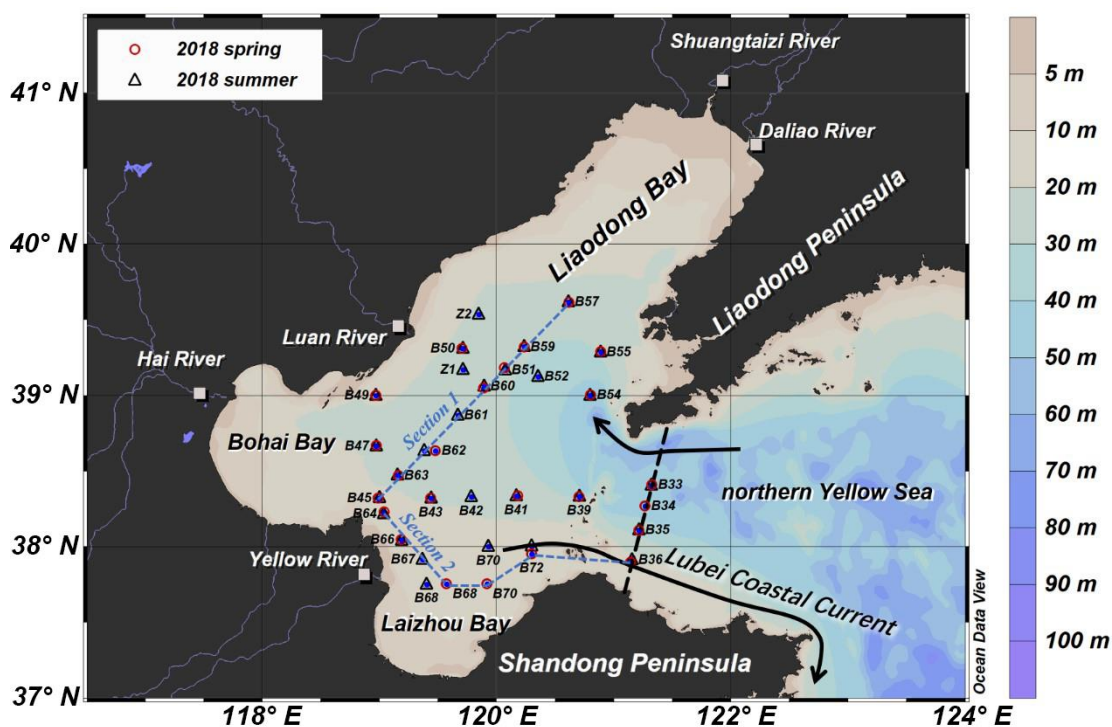 2018 spring
2018 summer
Shuangtaizi River
Daliao River
Liaodong Bay
Liaodong Peninsula
Luan River
Hai River
Bohai Bay
Yellow River
Laizhou Bay
Shandong Peninsula
northern Yellow Sea
Lubei Coastal Current
Section 1
Section 2
B57
Z2
B59
B50
B55
Z1
B51
B52
B60
B49
B54
B61
B47
B62
B63
B33
B45
B43
B42
B41
B39
B34
B64
B35
B66
B67
B70
B72
B36
B68
B68
B70
41° N
40° N
39° N
38° N
37° N
118° E
120° E
122° E
124° E
5 m
10 m
20 m
30 m
40 m
50 m
60 m
70 m
80 m
90 m
100 m
Ocean Data View